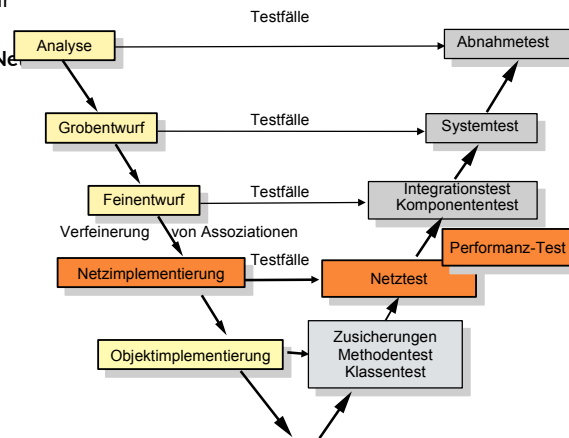 Testfälle
Analyse
Abnahmetest
Testfälle
Grobentwurf
Systemtest
Testfälle
Feinentwurf
Integrationstest
Komponententest
Verfeinerung von Assoziationen
Performanz-Test
Testfälle
Netzimplementierung
Netztest
Zusicherungen
Methodentest
Klassentest
Objektimplementierung